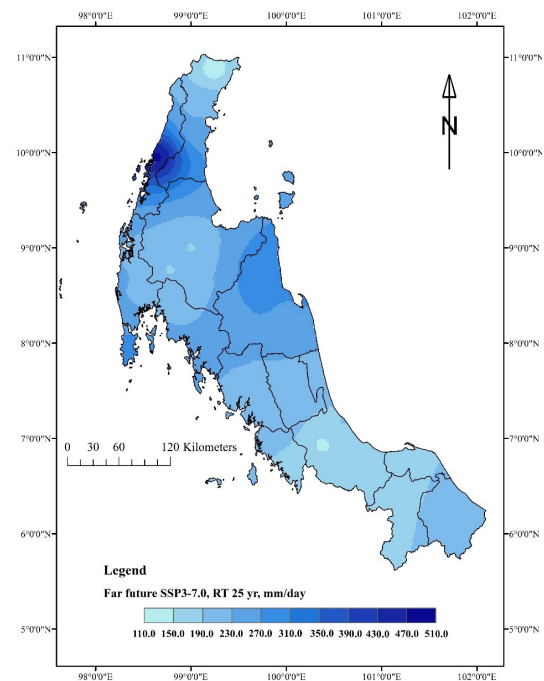 98°0'0"E 99°0'0"E 100°0'0"E 101°0'0"E 102°0'0"E
11°0'0"N 11°0'0"N
N
10°0'0"N 10°0'0"N
9°0'0"N 9°0'0"N
8°0'0"N 8°0'0"N
7°0'0"N 7°0'0"N
0 30 60 120 Kilometers
6°0'0"N 6°0'0"N
Legend
Far future SSP3-7.0, RT 25 yr, mm/day
110.0 150.0 190.0 230.0 270.0 310.0 350.0 390.0 430.0 470.0 510.0
5°0'0"N 5°0'0"N
98°0'0"E 99°0'0"E 100°0'0"E 101°0'0"E 102°0'0"E